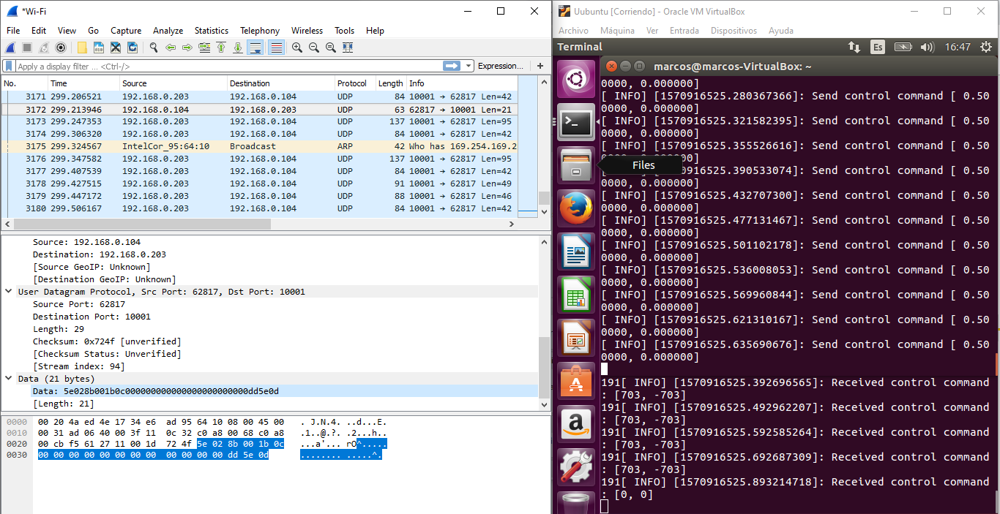 *Wi-Fi
File Edit View Go Capture Analyze Statistics Telephony Wireless Tools Help
Apply a display filter ... <Ctrl-/>
Expression... +
No. Time Source Destination Protocol Length Info
3171 299.206521 192.168.0.203 192.168.0.104 UDP 84 10001 → 62817 Len=42
3172 299.213946 192.168.0.104 192.168.0.203 UDP 63 62817 → 10001 Len=21
3173 299.247353 192.168.0.203 192.168.0.104 UDP 137 10001 → 62817 Len=95
3174 299.306320 192.168.0.203 192.168.0.104 UDP 84 10001 → 62817 Len=42
3175 299.324567 IntelCor_95:64:10 Broadcast ARP 42 Who has 169.254.169.2
3176 299.347582 192.168.0.203 192.168.0.104 UDP 137 10001 → 62817 Len=95
3177 299.407539 192.168.0.203 192.168.0.104 UDP 84 10001 → 62817 Len=42
3178 299.427515 192.168.0.203 192.168.0.104 UDP 91 10001 → 62817 Len=49
3179 299.447172 192.168.0.203 192.168.0.104 UDP 88 10001 → 62817 Len=46
3180 299.506167 192.168.0.203 192.168.0.104 UDP 84 10001 → 62817 Len=42
Source: 192.168.0.104
Destination: 192.168.0.203
[Source GeoIP: Unknown]
[Destination GeoIP: Unknown]
User Datagram Protocol, Src Port: 62817, Dst Port: 10001
Source Port: 62817
Destination Port: 10001
Length: 29
Checksum: 0x724f [unverified]
[Checksum Status: Unverified]
[Stream index: 94]
Data (21 bytes)
Data: 5e028b001b0c00000000000000000000000000dd5e0d
[Length: 21]
0000 00 20 4a ed 4e 17 34 e6 ad 95 64 10 08 00 45 00 . J.N.4. ..d...E.
0010 00 31 ad 06 40 00 3f 11 0c 32 c0 a8 00 68 c0 a8 .1..@.?. .2...h..
0020 00 cb f5 61 27 11 00 1d 72 4f 5e 02 8b 00 1b 0c ...a'... rO^.....
0030 00 00 00 00 00 00 00 00 00 00 00 00 dd 5e 0d ........ .....^.
Uubuntu [Corriendo] - Oracle VM VirtualBox
Archivo Máquina Ver Entrada Dispositivos Ayuda
Terminal Es 16:47
marcos@marcos-VirtualBox: ~
0000, 0.000000]
[ INFO] [1570916525.280367366]: Send control command [ 0.50
0000, 0.000000]
[ INFO] [1570916525.321582395]: Send control command [ 0.50
0000, 0.000000]
[ INFO] [1570916525.355526616]: Send control command [ 0.50
0000, 0.000000]
Files
[1570916525.390533074]: Send control command [ 0.50
0000, 0.000000]
[ INFO] [1570916525.432707300]: Send control command [ 0.50
0000, 0.000000]
[ INFO] [1570916525.477131467]: Send control command [ 0.50
0000, 0.000000]
[ INFO] [1570916525.501102178]: Send control command [ 0.50
0000, 0.000000]
[ INFO] [1570916525.536008053]: Send control command [ 0.50
0000, 0.000000]
[ INFO] [1570916525.569960844]: Send control command [ 0.50
0000, 0.000000]
[ INFO] [1570916525.621310167]: Send control command [ 0.50
0000, 0.000000]
[ INFO] [1570916525.635690676]: Send control command [ 0.50
0000, 0.000000]
191[ INFO] [1570916525.392696565]: Received control command
: [703, -703]
191[ INFO] [1570916525.492962207]: Received control command
: [703, -703]
191[ INFO] [1570916525.592585264]: Received control command
: [703, -703]
191[ INFO] [1570916525.692687309]: Received control command
: [703, -703]
191[ INFO] [1570916525.893214718]: Received control command
: [0, 0]